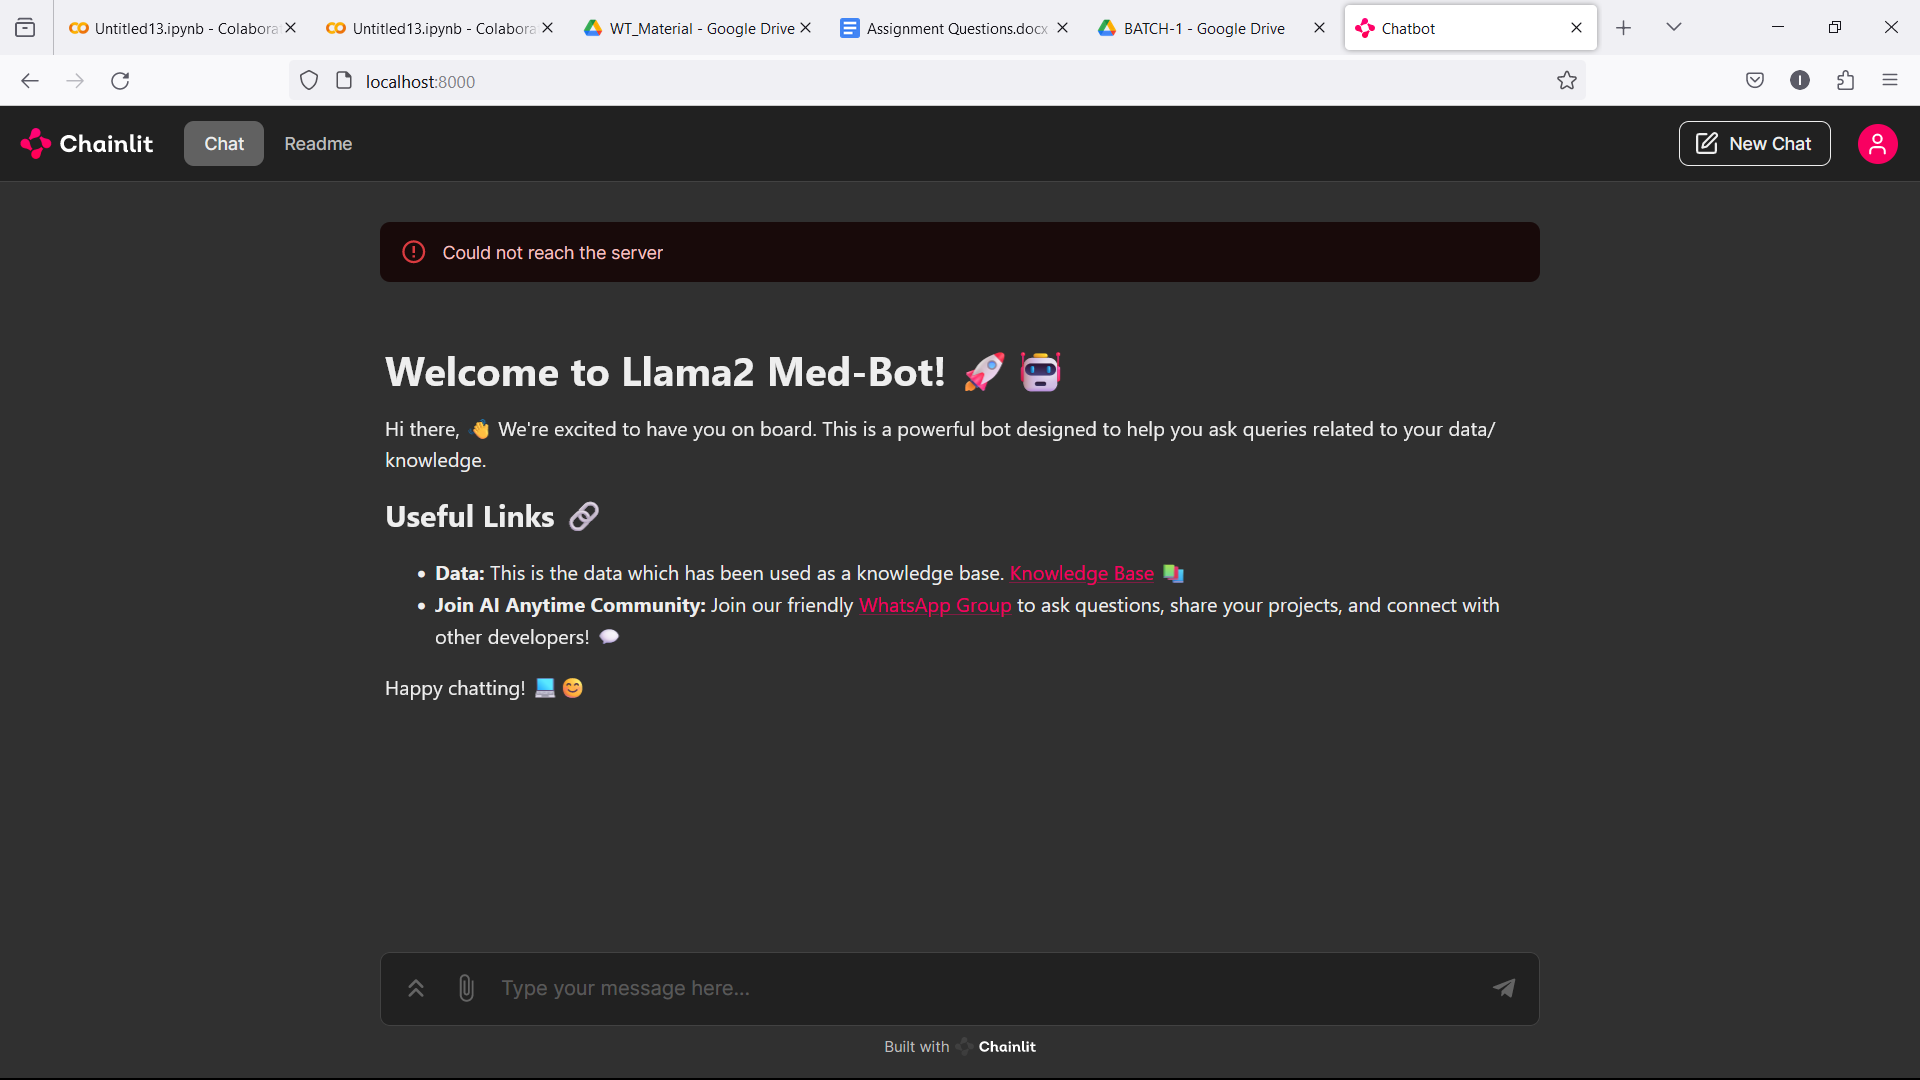 Untitled13.ipynb - Colabora
Untitled13.ipynb - Colabora
WT_Material - Google Drive
Assignment Questions.docx
BATCH-1 - Google Drive
Chatbot
localhost:8000
I
Chainlit
Chat
Readme
New Chat
Could not reach the server
Welcome to Llama2 Med-Bot! 🚀 🤖
Hi there, 👋 We're excited to have you on board. This is a powerful bot designed to help you ask queries related to your data/
knowledge.
Useful Links 🔗
• Data: This is the data which has been used as a knowledge base. Knowledge Base 📚
• Join AI Anytime Community: Join our friendly WhatsApp Group to ask questions, share your projects, and connect with
other developers! 💬
Happy chatting! 💻 😊
Type your message here...
Built with Chainlit